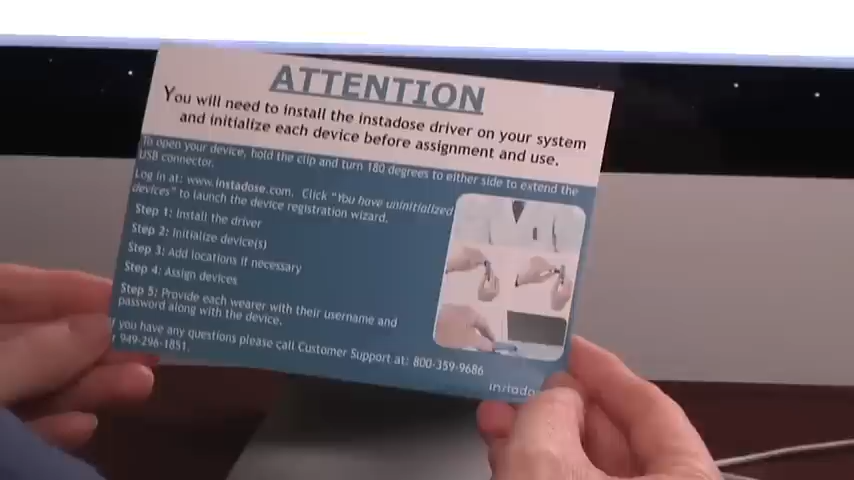 ATTENTION
You will need to install the instadose driver on your system
and initialize each device before assignment and use.
To open your device, hold the clip and turn 180 degrees to either side to extend the
USB connector.
Log in at: www.instadose.com. Click "You have uninitialized
devices" to launch the device registration wizard.
Step 1: Install the driver
Step 2: Initialize device(s)
Step 3: Add locations if necessary
Step 4: Assign devices
Step 5: Provide each wearer with their username and
password along with the device.
If you have any questions please call Customer Support at: 800-359-9686
949-296-1851.